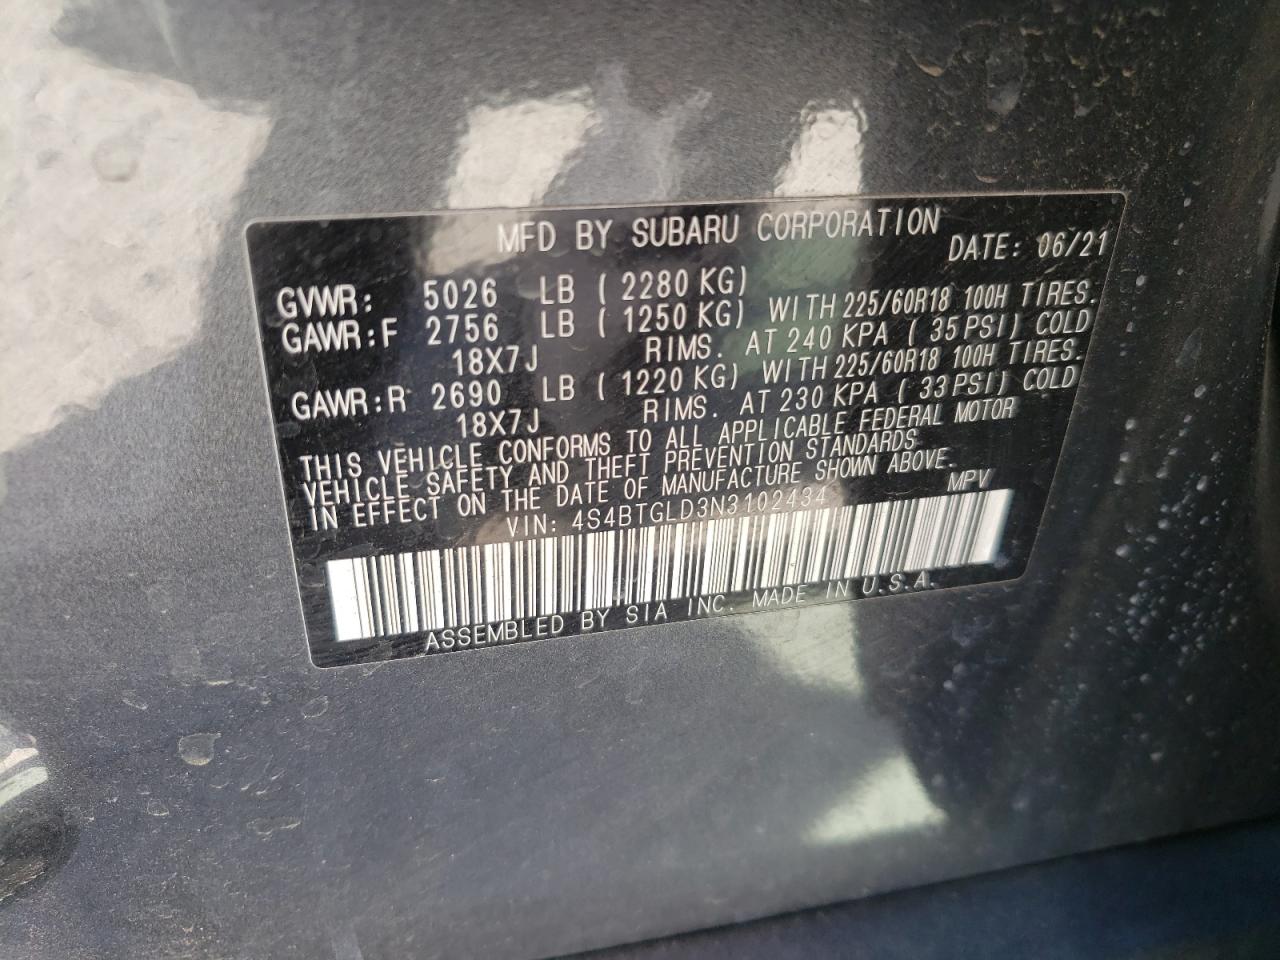 MFD BY SUBARU CORPORATION DATE: 06/21
GVWR: 5026 LB ( 2280 KG)
GAWR:F 2756 LB ( 1250 KG) WITH 225/60R18 100H TIRES.
18X7J RIMS. AT 240 KPA ( 35PSI) COLD
GAWR:R 2690 LB ( 1220 KG) WITH 225/60R18 100H TIRES.
18X7J RIMS. AT 230 KPA ( 33PSI) COLD
THIS VEHICLE CONFORMS TO ALL APPLICABLE FEDERAL MOTOR
VEHICLE SAFETY AND THEFT PREVENTION STANDARDS
IN EFFECT ON THE DATE OF MANUFACTURE SHOWN ABOVE.
VIN: 4S4BTGLD3N3102434 MPV
ASSEMBLED BY SIA INC. MADE IN U.S.A.